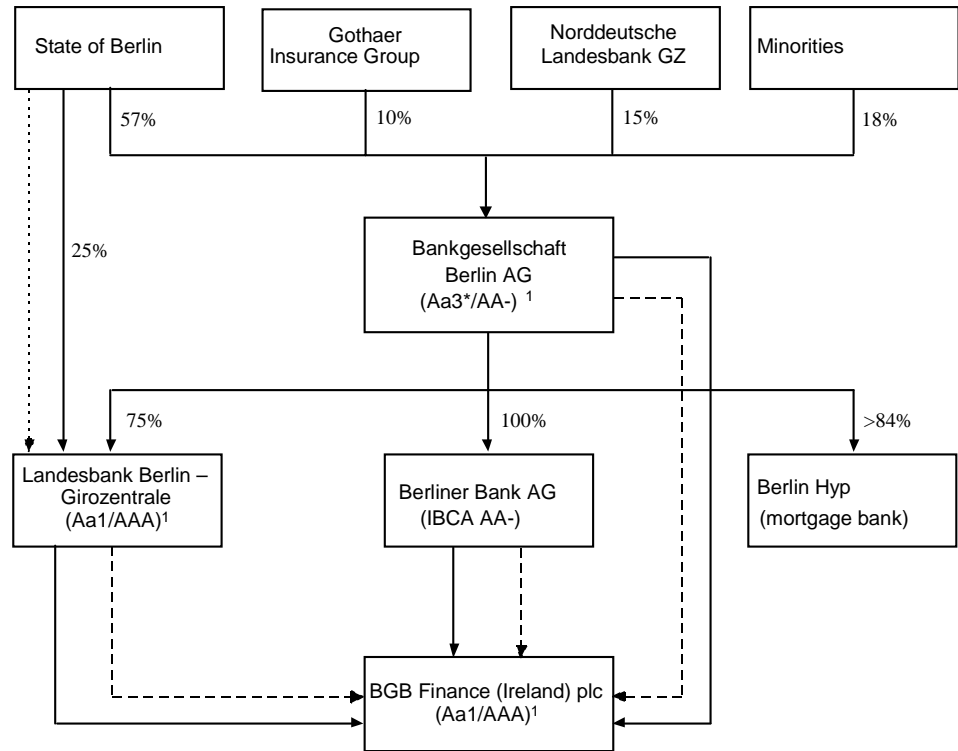 State of Berlin
Gothaer
Insurance Group
Norddeutsche
Landesbank GZ
Minorities
57%
10%
15%
18%
25%
Bankgesellschaft
Berlin AG
(Aa3*/AA-) 1
75%
100%
>84%
Landesbank Berlin –
Girozentrale
(Aa1/AAA)1
Berliner Bank AG
(IBCA AA-)
Berlin Hyp
(mortgage bank)
BGB Finance (Ireland) plc
(Aa1/AAA)1